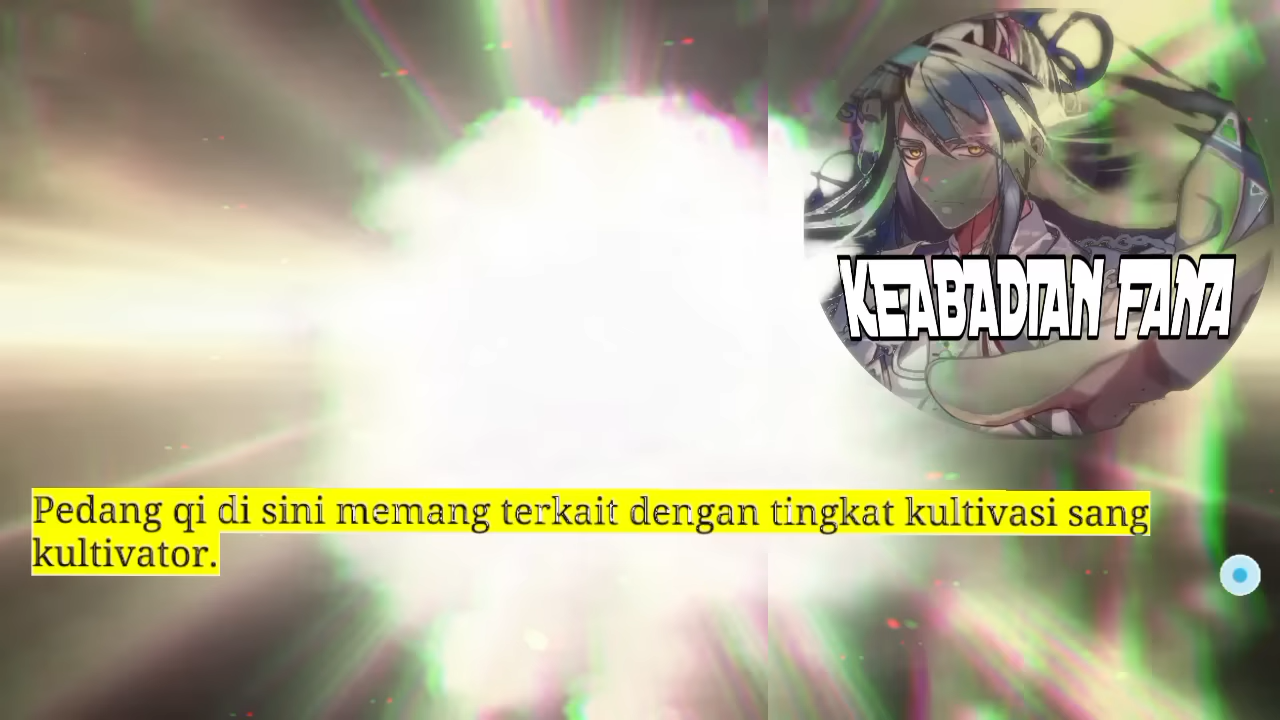 KEABADIAN FANA
Pedang qi di sini memang terkait dengan tingkat kultivasi sang
kultivator.